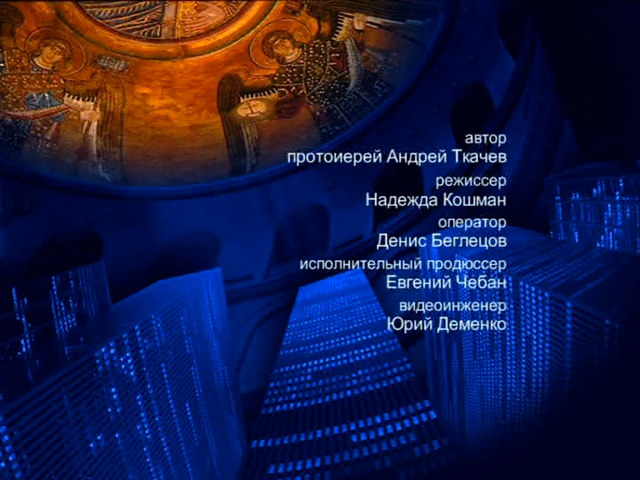 автор
протоиерей Андрей Ткачев
режиссер
Надежда Кошман
оператор
Денис Беглецов
исполнительный продюссер
Евгений Чебан
видеоинженер
Юрий Деменко